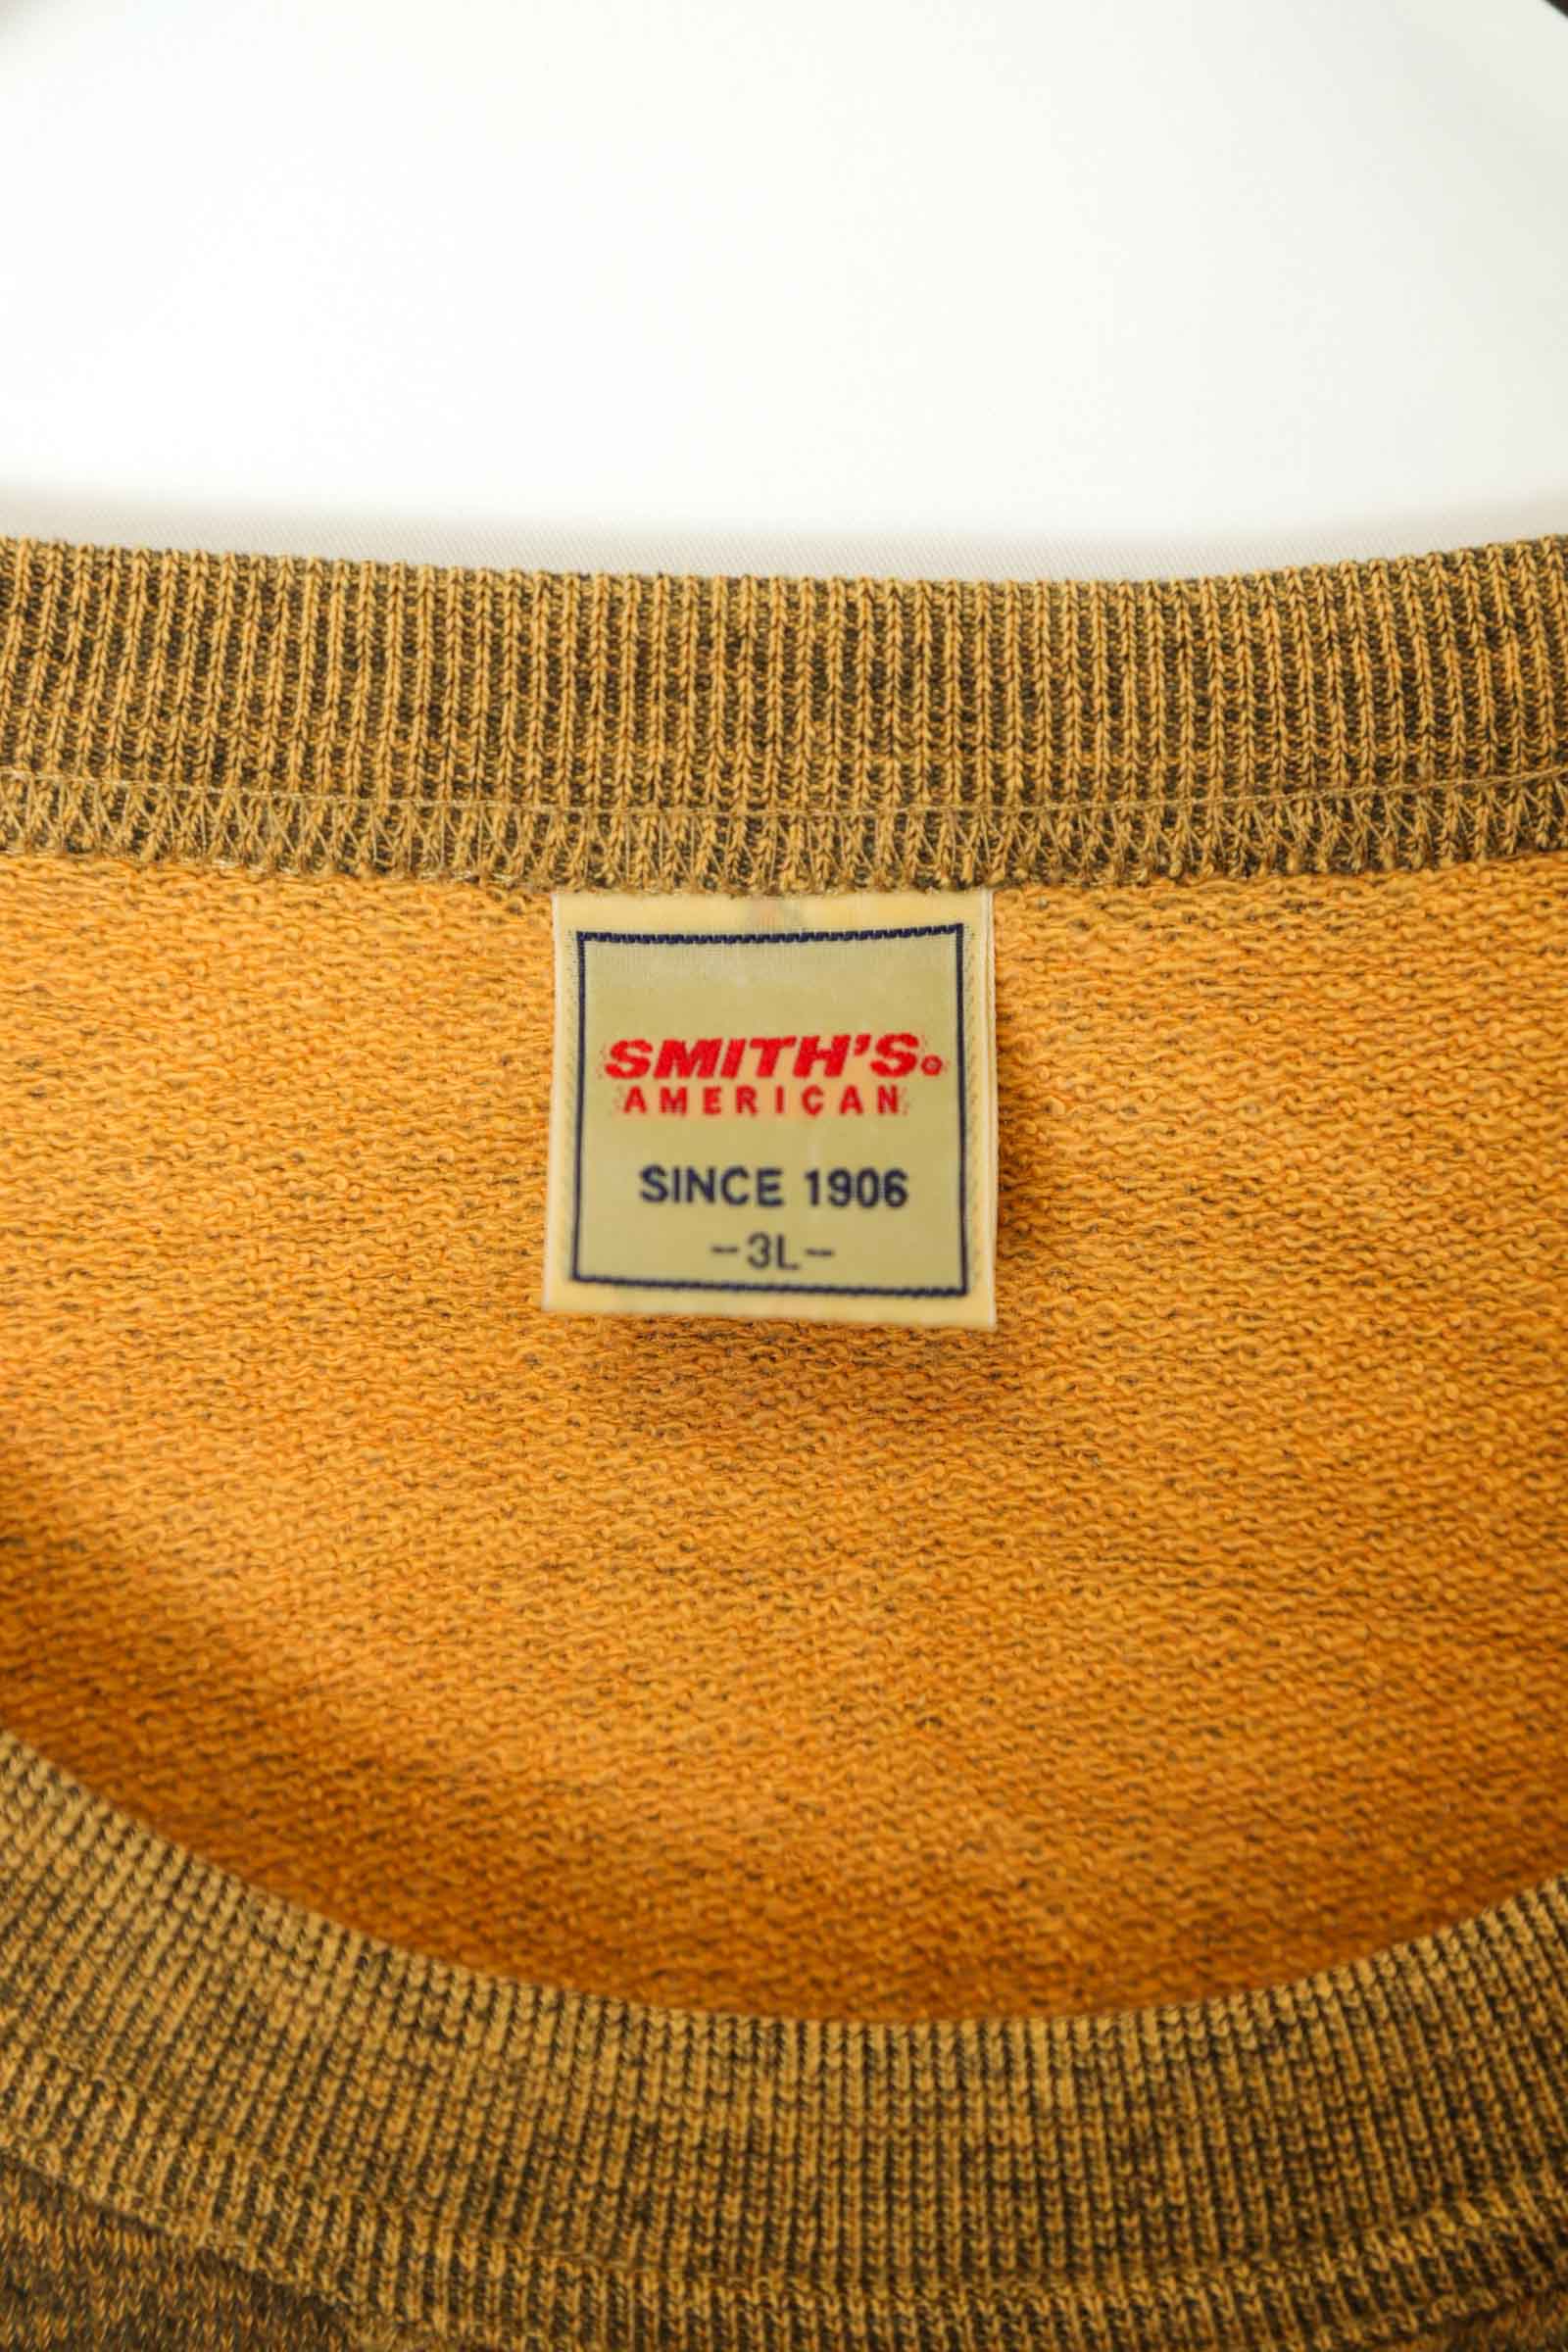 SMITH'S®
AMERICAN
SINCE 1906
-3L-